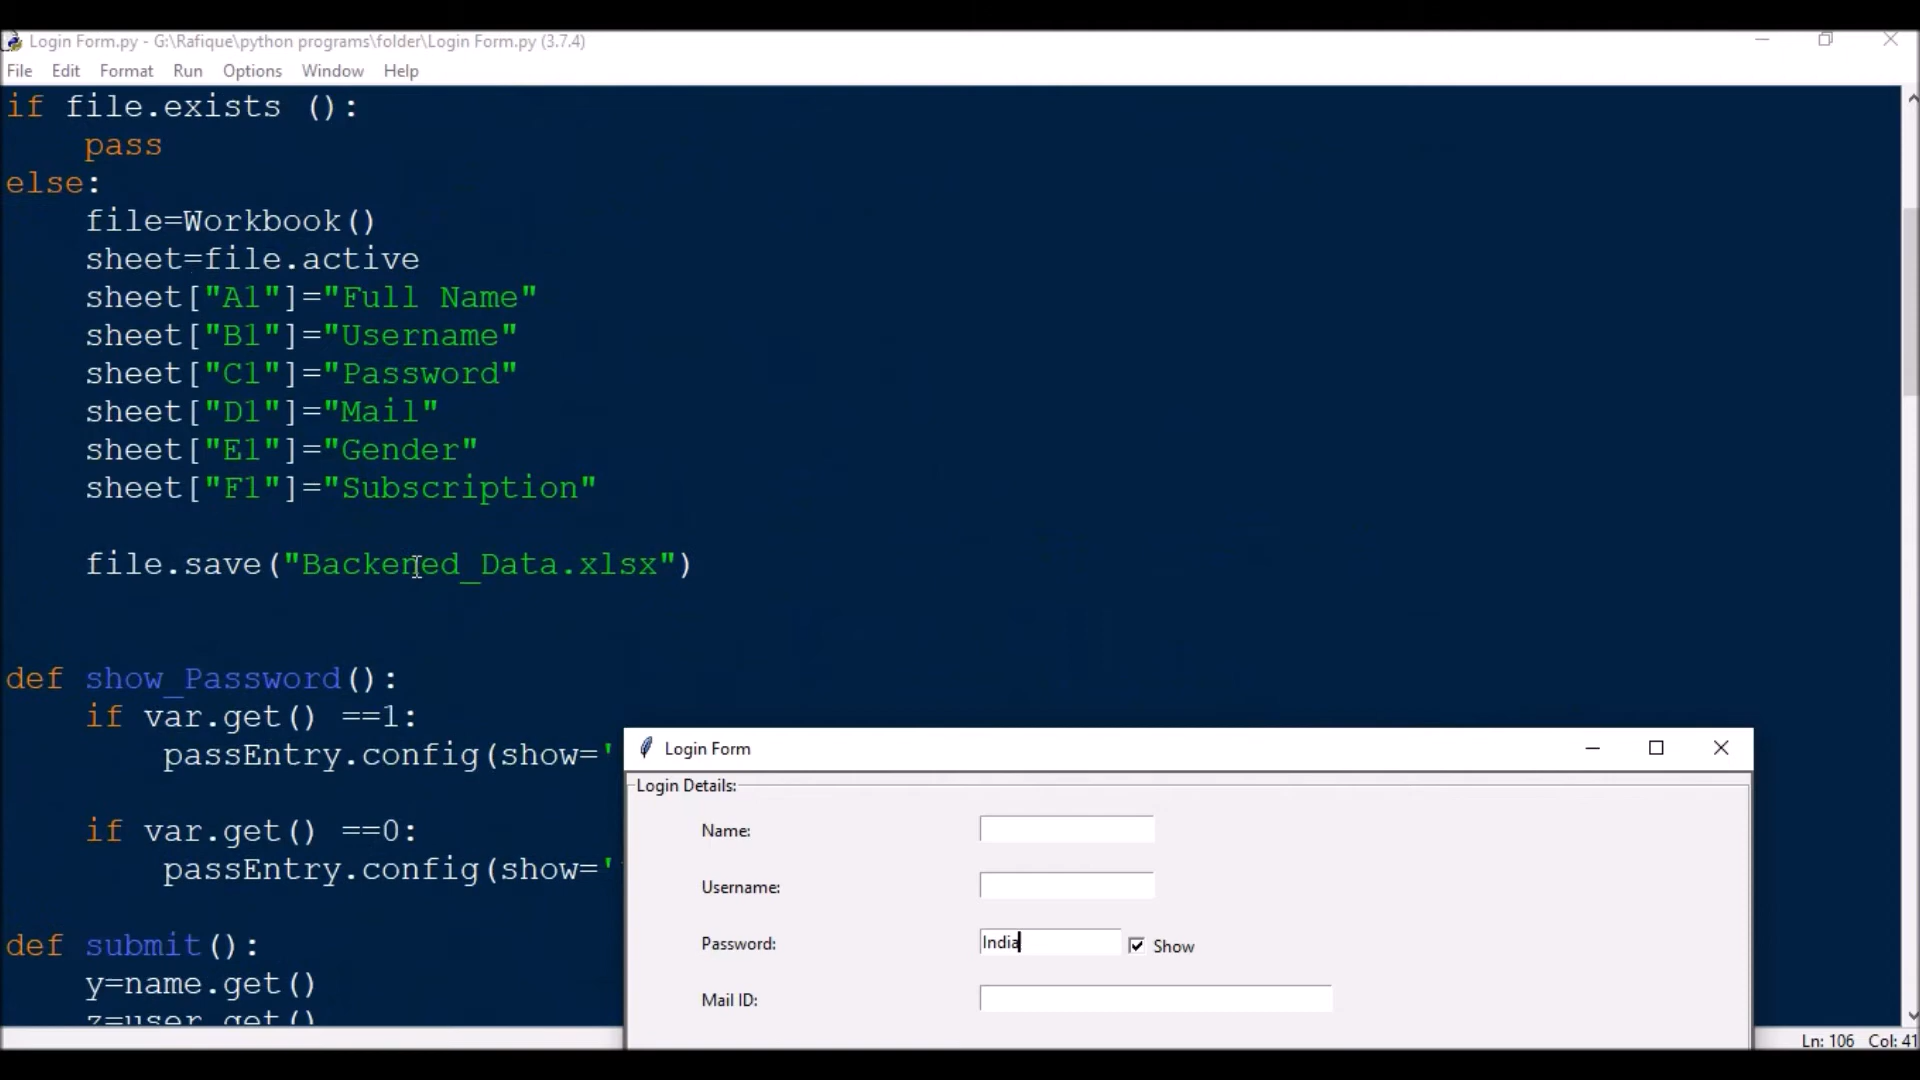 Login Form.py - G:\Rafique\python programs\folder\Login Form.py (3.7.4)
File Edit Format Run Options Window Help
if file.exists ():
    pass
else:
    file=Workbook()
    sheet=file.active
    sheet["A1"]="Full Name"
    sheet["B1"]="Username"
    sheet["C1"]="Password"
    sheet["D1"]="Mail"
    sheet["E1"]="Gender"
    sheet["F1"]="Subscription"
    file.save("Backened_Data.xlsx")
def show_Password():
    if var.get() ==1:
        passEntry.config(show='
    if var.get() ==0:
        passEntry.config(show='
def submit():
    y=name.get()
    z=user.get()
Login Form
Login Details:
Name:
Username:
Password: India Show
Mail ID:
Ln: 106 Col: 41